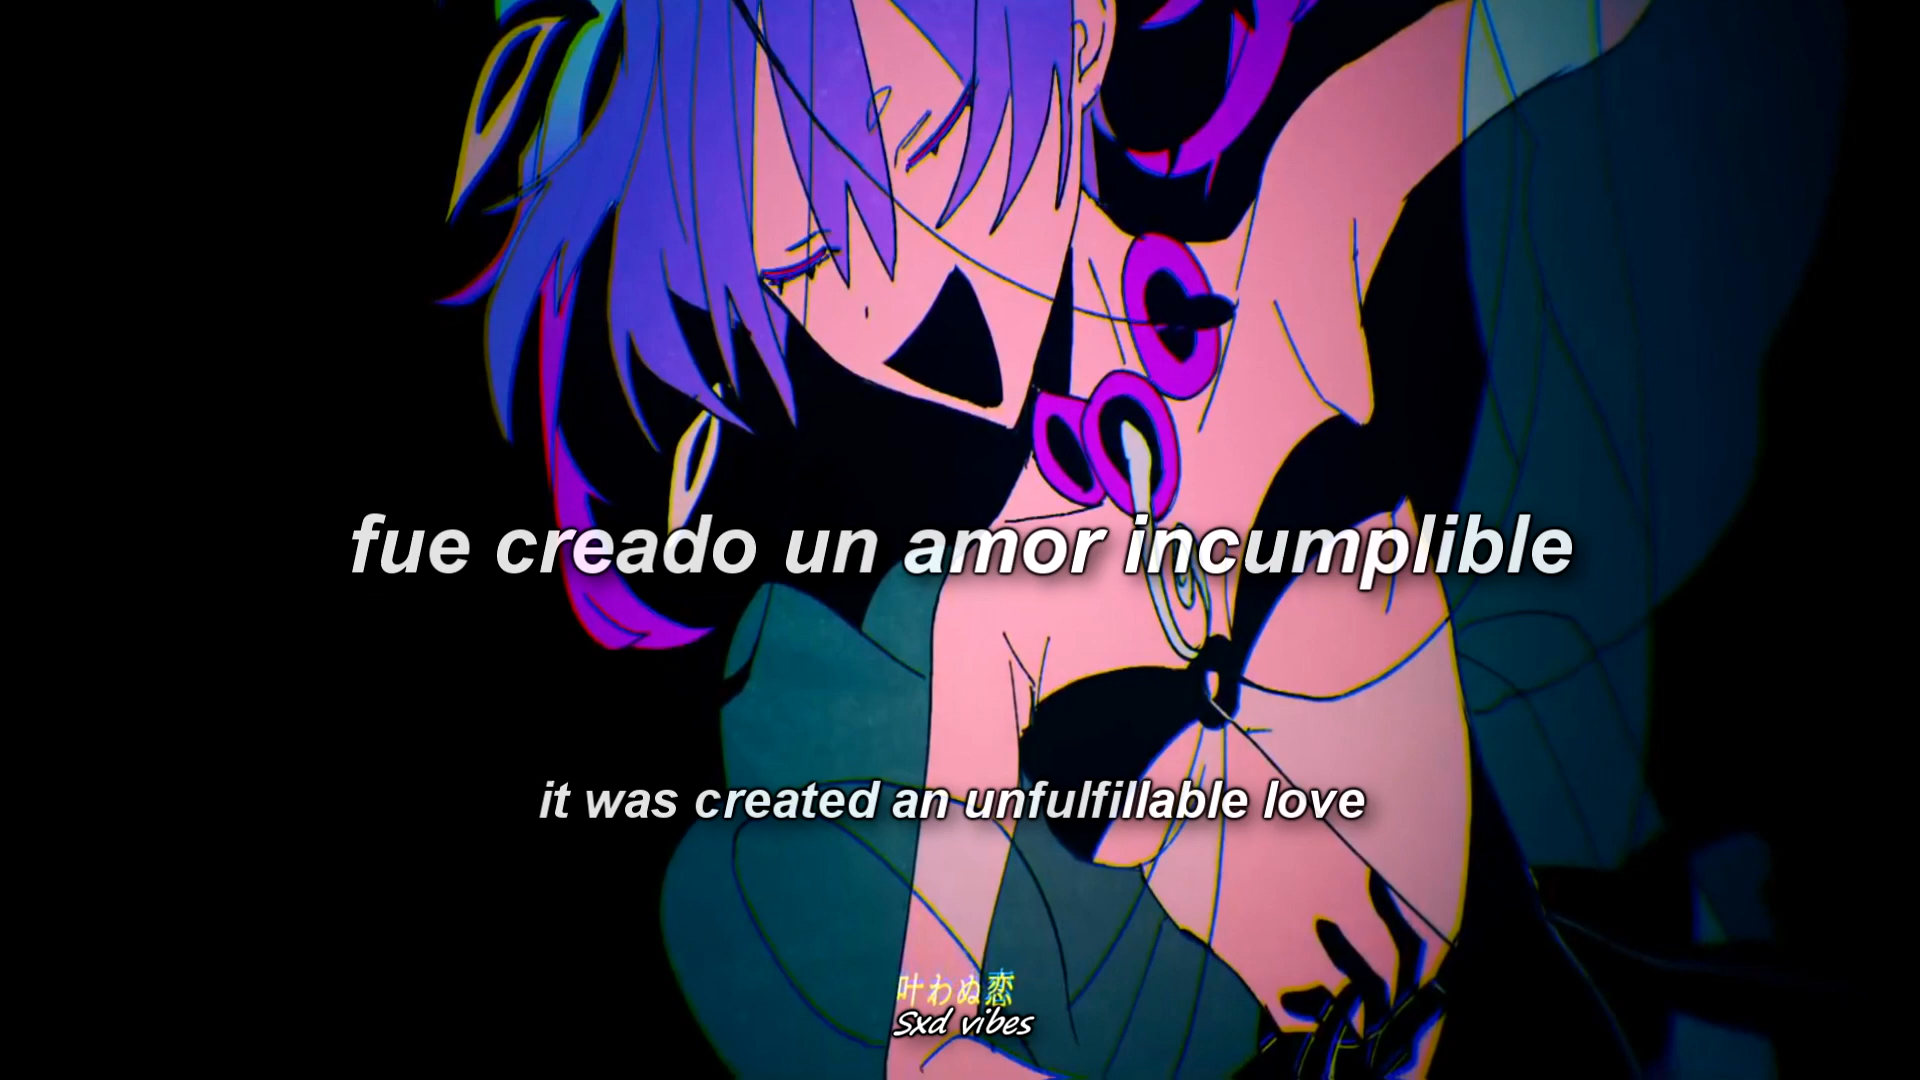 fue creado un amor incumplible
it was created an unfulfillable love
叶わぬ恋
Sxd vibes